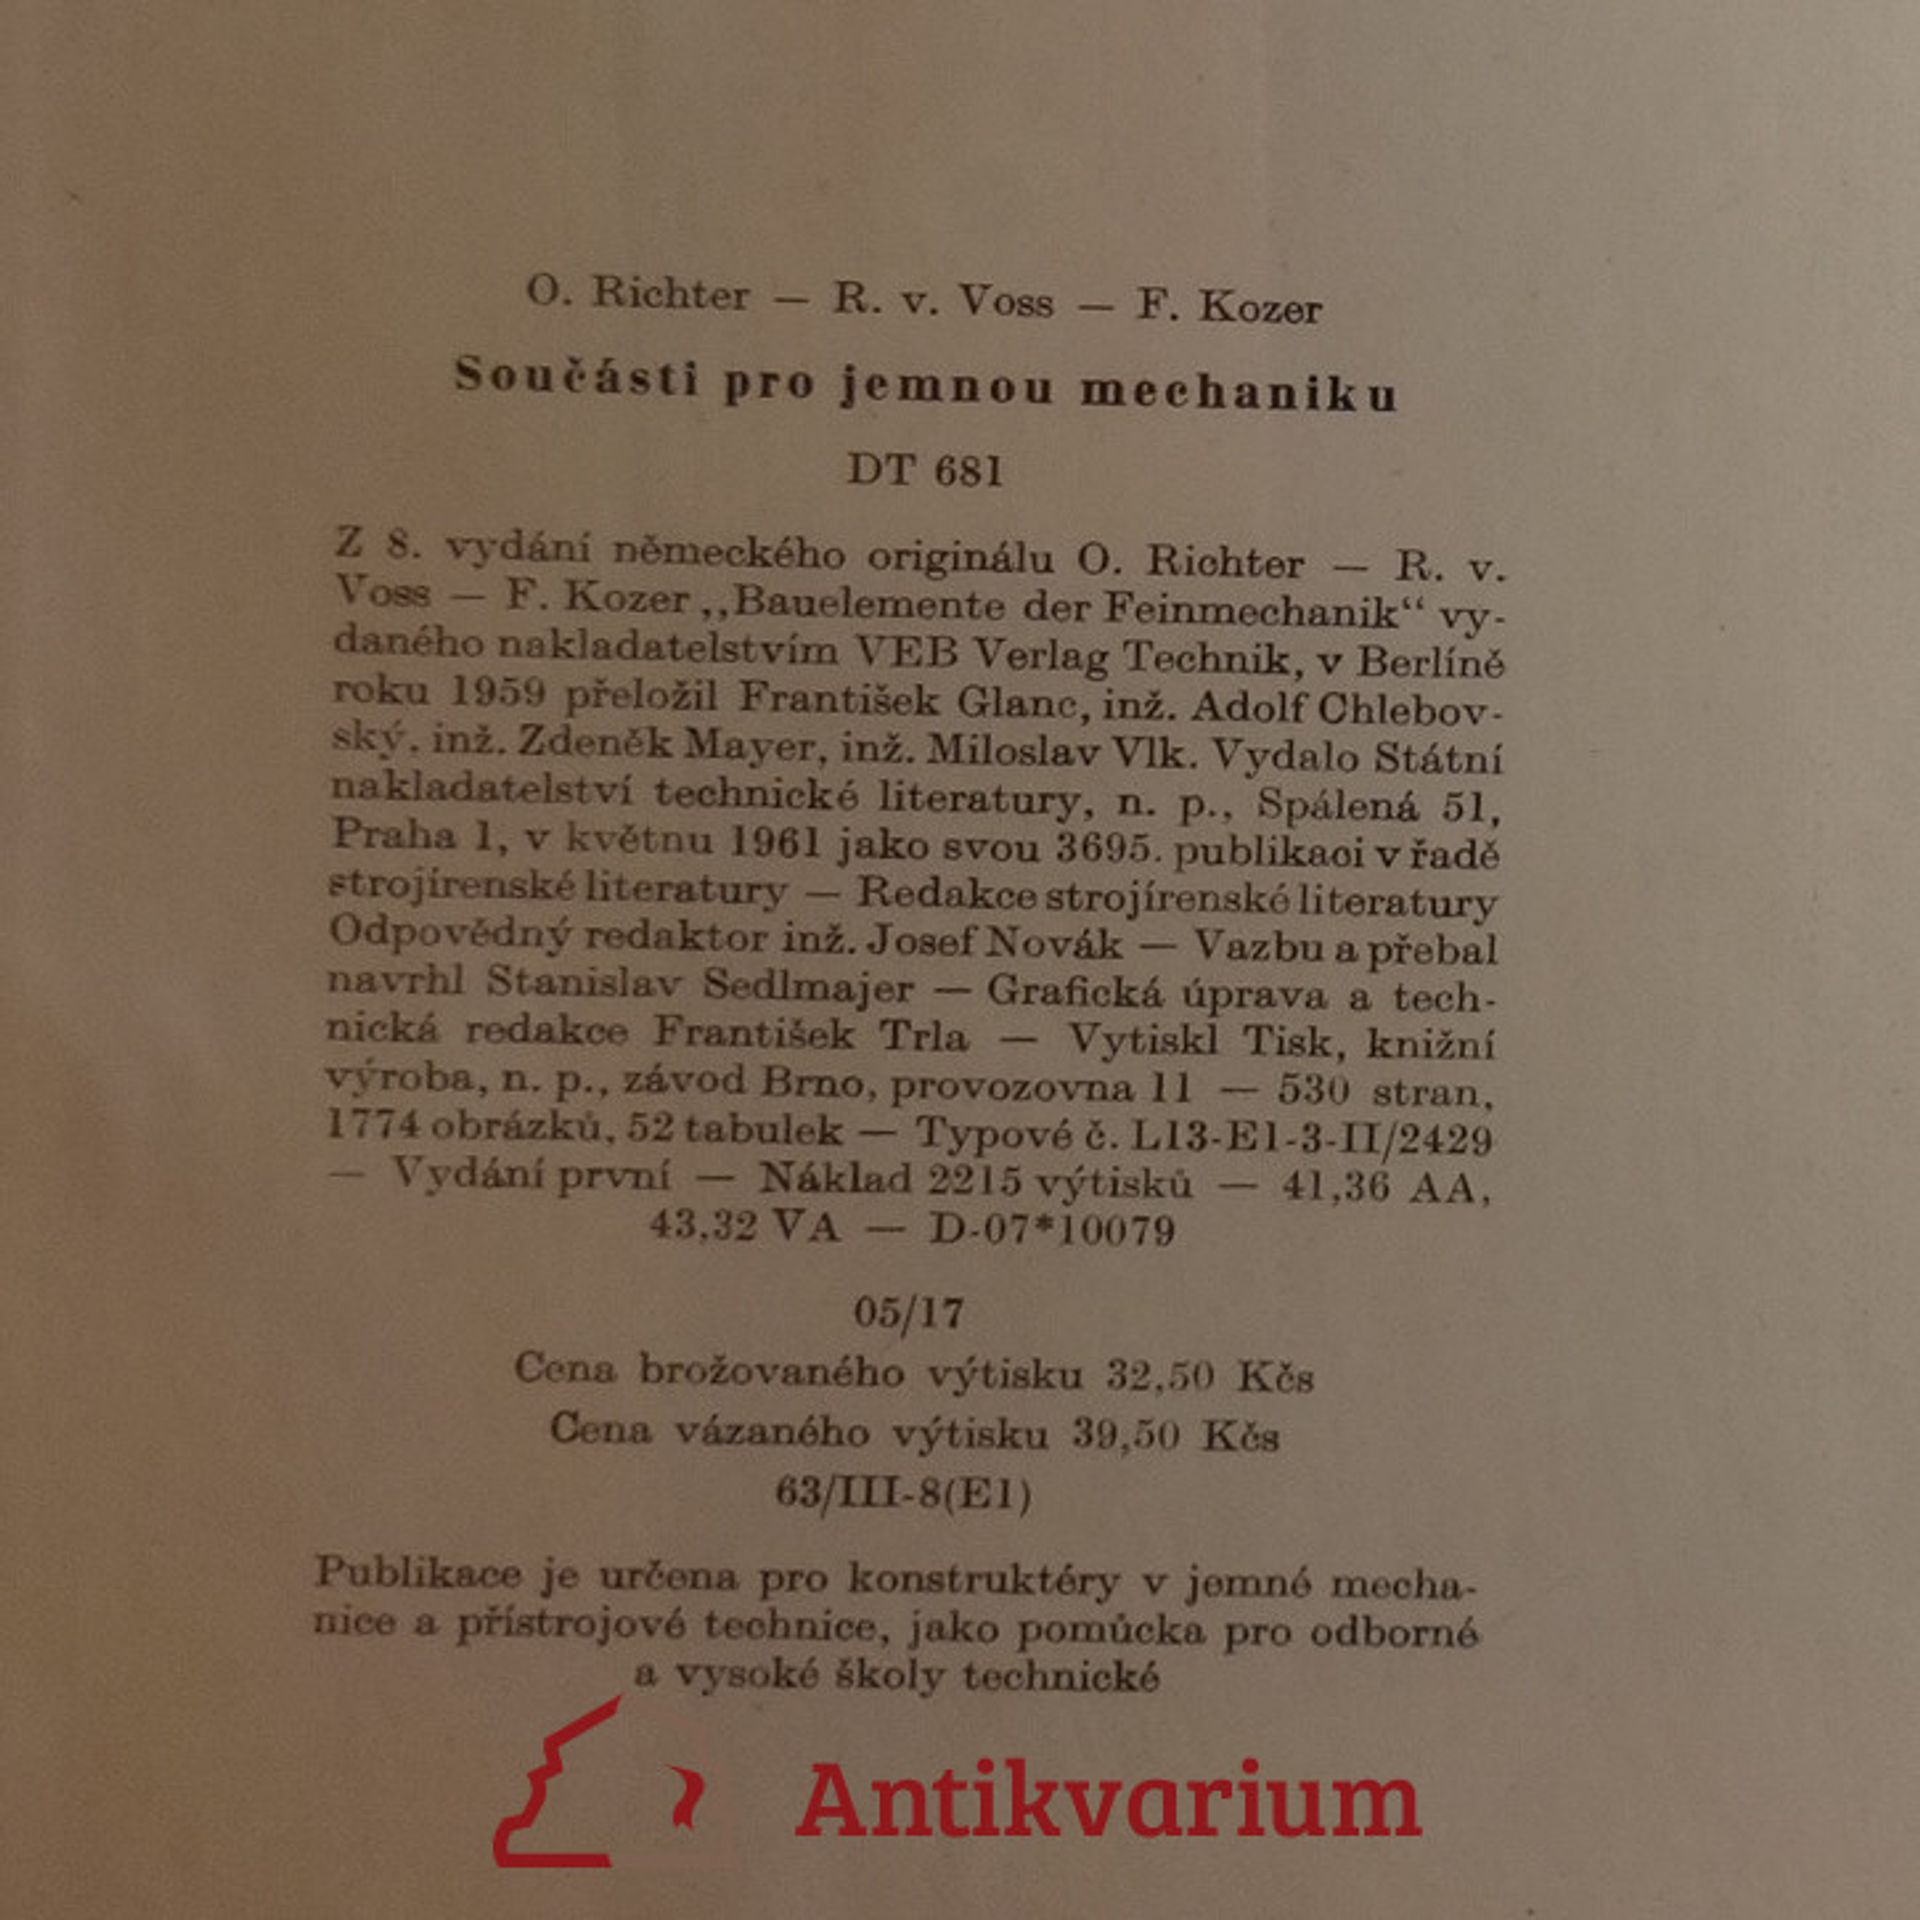 O. Richter — R. v. Voss — F. Kozer
Součásti pro jemnou mechaniku
DT 681
Z 8. vydání německého originálu O. Richter — R. v.
Voss — F. Kozer „Bauelemente der Feinmechanik“ vy-
daného nakladatelstvím VEB Verlag Technik, v Berlíně
roku 1959 přeložil František Glanc, inž. Adolf Chlebov-
ský, inž. Zdeněk Mayer, inž. Miloslav Vlk. Vydalo Státní
nakladatelství technické literatury, n. p., Spálená 51,
Praha 1, v květnu 1961 jako svou 3695. publikaci v řadě
strojírenské literatury — Redakce strojírenské literatury
Odpovědný redaktor inž. Josef Novák — Vazbu a přebal
navrhl Stanislav Sedlmajer — Grafická úprava a tech-
nická redakce František Trla — Vytiskl Tisk, knižní
výroba, n. p., závod Brno, provozovna 11 — 530 stran,
1774 obrázků, 52 tabulek — Typové č. L13-E1-3-II/2429
— Vydání první — Náklad 2215 výtisků — 41,36 AA,
43,32 VA — D-07*10079
05/17
Cena brožovaného výtisku 32,50 Kčs
Cena vázaného výtisku 39,50 Kčs
63/III-8(E1)
Publikace je určena pro konstruktéry v jemné mecha-
nice a přístrojové technice, jako pomůcka pro odborné
a vysoké školy technické
Antikvarium